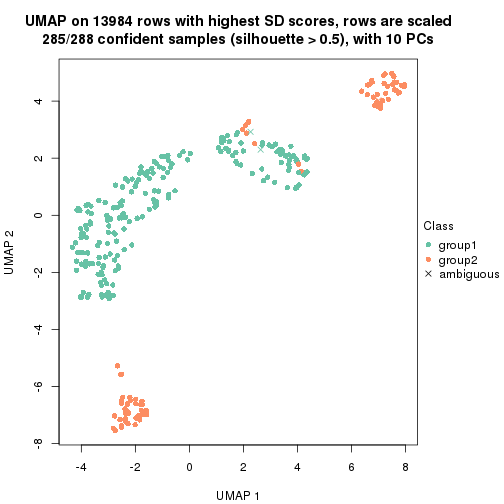 UMAP on 13984 rows with highest SD scores, rows are scaled
285/288 confident samples (silhouette > 0.5), with 10 PCs
4
2
0
-2
-4
-6
-8
UMAP 2
-4
-2
0
2
4
6
8
UMAP 1
Class
group1
group2
ambiguous